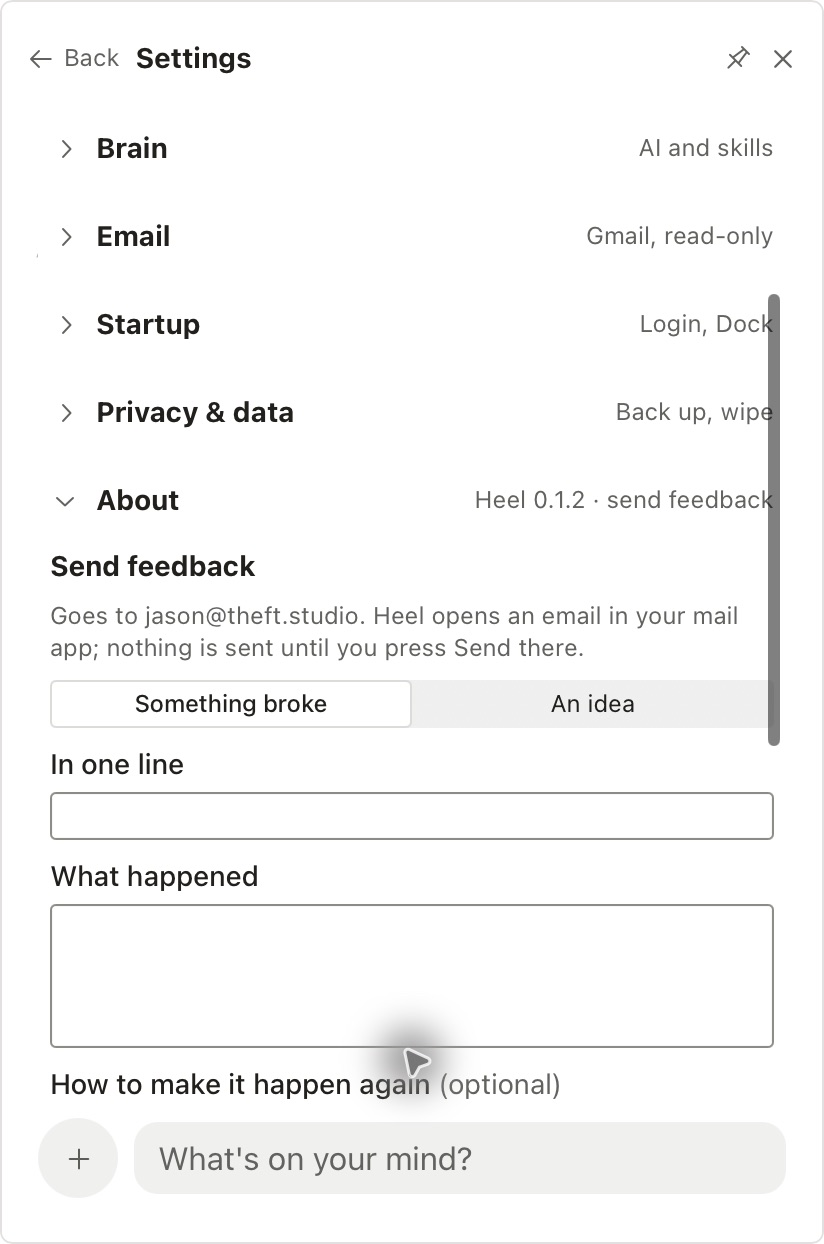 Back Settings
Brain AI and skills
Email Gmail, read-only
Startup Login, Dock
Privacy & data Back up, wipe
About Heel 0.1.2 · send feedback
Send feedback
Goes to jason@theft.studio. Heel opens an email in your mail
app; nothing is sent until you press Send there.
Something broke An idea
In one line
What happened
How to make it happen again (optional)
What's on your mind?